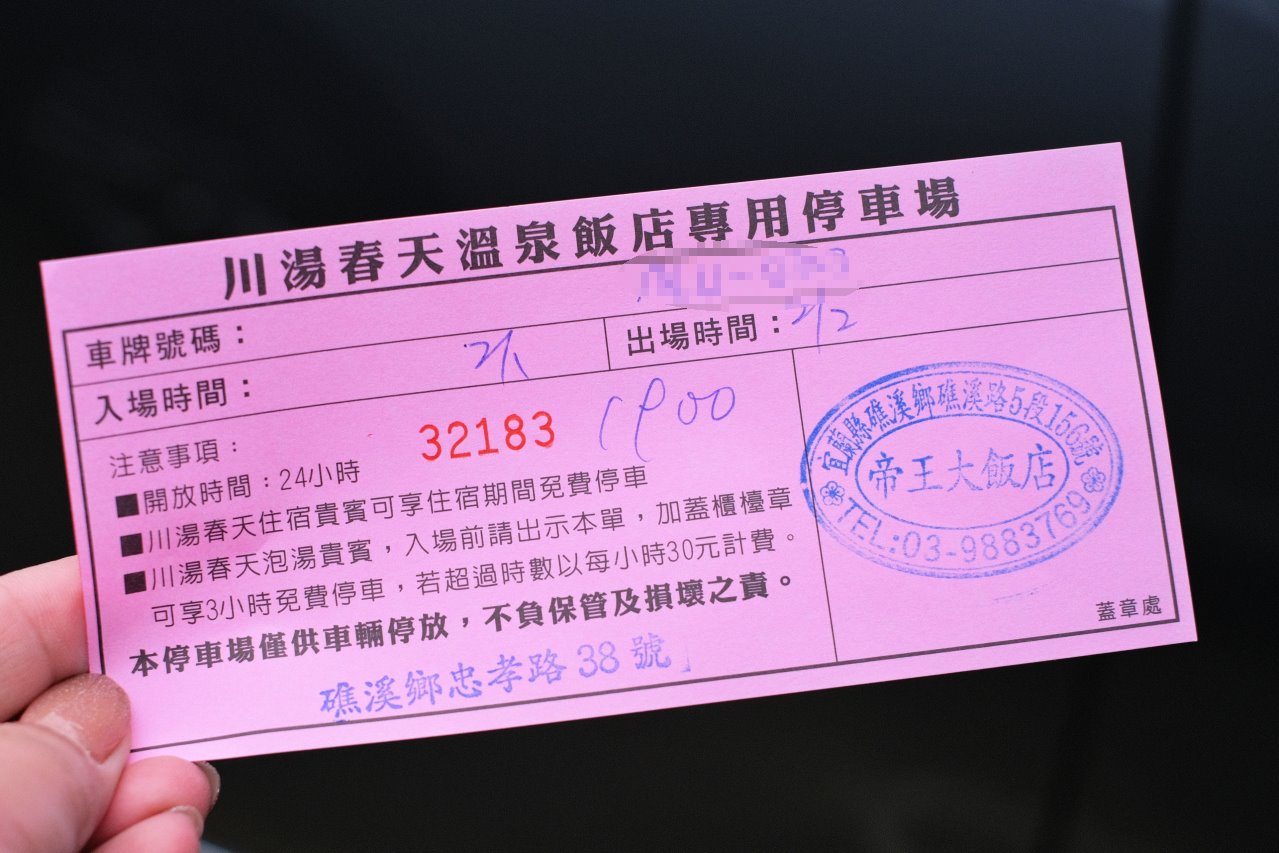 川湯春天溫泉飯店專用停車場
車牌號碼：
入場時間： 2/1 出場時間：2/2
注意事項： 32183 1900
■開放時間：24小時
■川湯春天住宿貴賓可享住宿期間免費停車
■川湯春天泡湯貴賓，入場前請出示本單，加蓋櫃檯章
可享3小時免費停車，若超過時數以每小時30元計費。
本停車場僅供車輛停放，不負保管及損壞之責。
礁溪鄉忠孝路38號
宜蘭縣礁溪鄉礁溪路5段156號
帝王大飯店
TEL:03-9883769
蓋章處